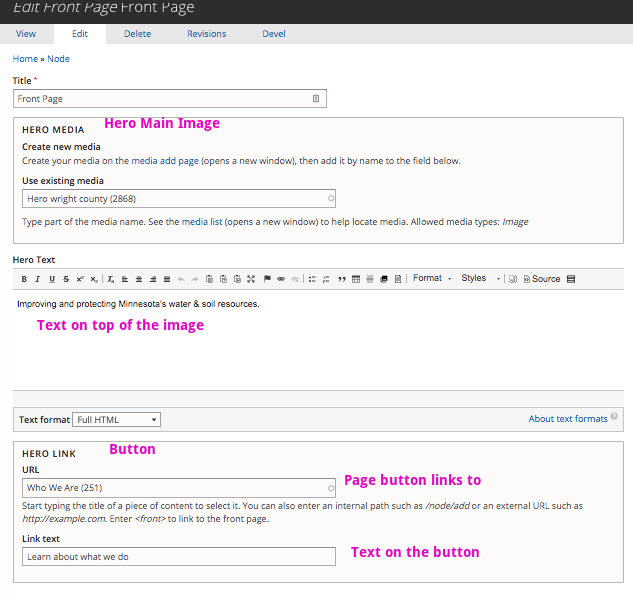 Edit Front Page Front Page
View Edit Delete Revisions Devel
Home » Node
Title *
Front Page
HERO MEDIA Hero Main Image
Create new media
Create your media on the media add page (opens a new window), then add it by name to the field below.
Use existing media
Hero wright county (2868)
Type part of the media name. See the media list (opens a new window) to help locate media. Allowed media types: Image
Hero Text
B I U S x² x₂ Ix Format Styles Source
Improving and protecting Minnesota's water & soil resources.
Text on top of the image
Text format Full HTML About text formats ?
HERO LINK Button
URL
Who We Are (251) Page button links to
Start typing the title of a piece of content to select it. You can also enter an internal path such as /node/add or an external URL such as
http://example.com. Enter <front> to link to the front page.
Link text
Learn about what we do Text on the button